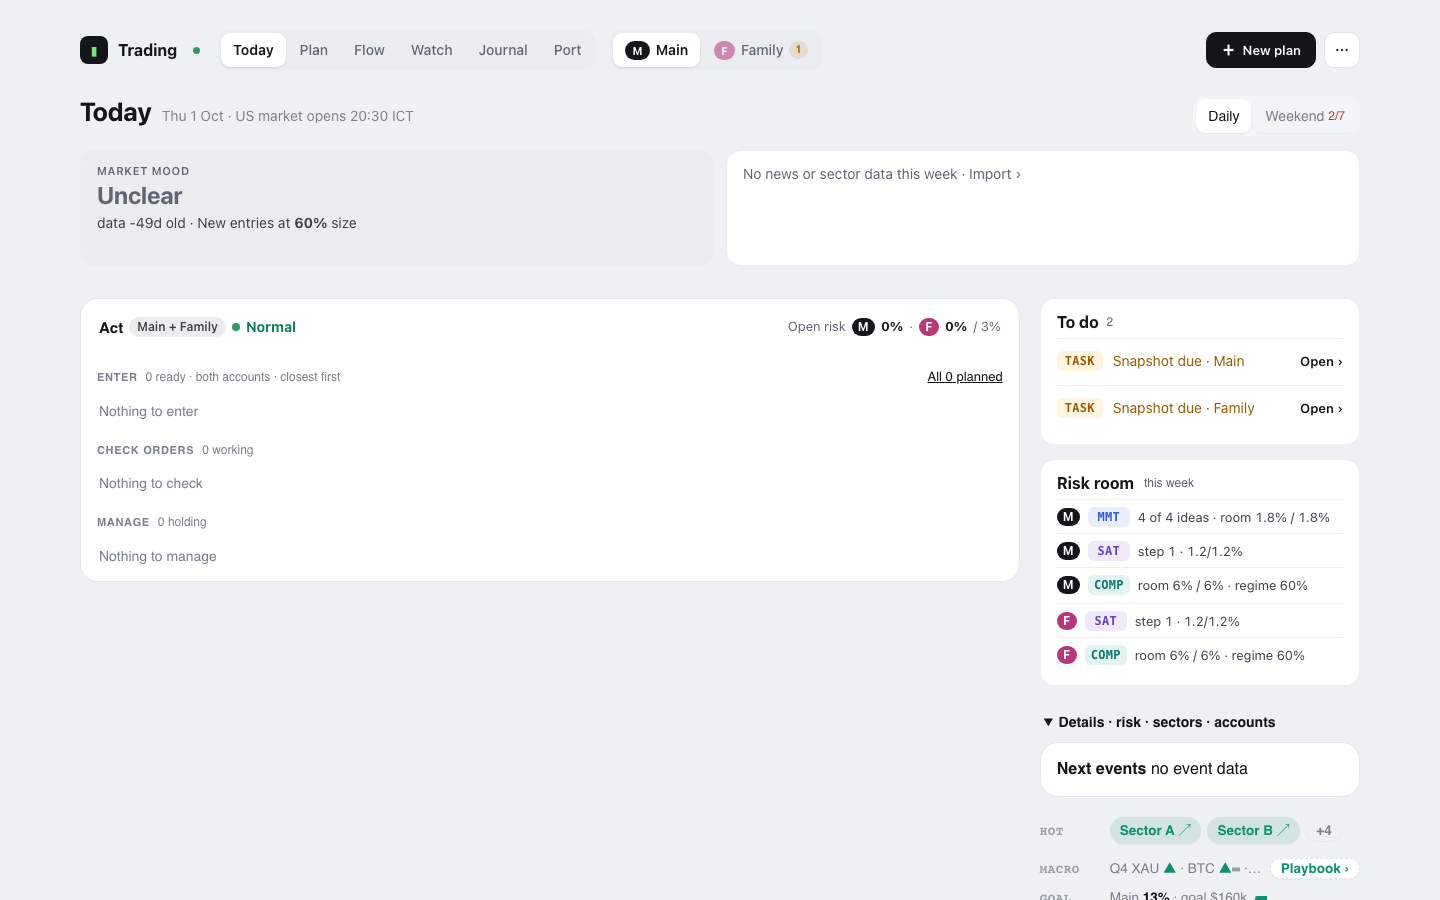 Trading Today Plan Flow Watch Journal Port M Main F Family 1 + New plan ...
Today Thu 1 Oct · US market opens 20:30 ICT Daily Weekend 2/7
MARKET MOOD
Unclear
data -49d old · New entries at 60% size
No news or sector data this week · Import ›
Act Main + Family Normal Open risk M 0% · F 0% / 3%
ENTER 0 ready · both accounts · closest first All 0 planned
Nothing to enter
CHECK ORDERS 0 working
Nothing to check
MANAGE 0 holding
Nothing to manage
To do 2
TASK Snapshot due · Main Open ›
TASK Snapshot due · Family Open ›
Risk room this week
M MMT 4 of 4 ideas · room 1.8% / 1.8%
M SAT step 1 · 1.2/1.2%
M COMP room 6% / 6% · regime 60%
F SAT step 1 · 1.2/1.2%
F COMP room 6% / 6% · regime 60%
▼ Details · risk · sectors · accounts
Next events no event data
HOT Sector A ↗ Sector B ↗ +4
MACRO Q4 XAU ▲ · BTC ▲▬ ·… Playbook ›
GOAL Main 13% · goal $160k